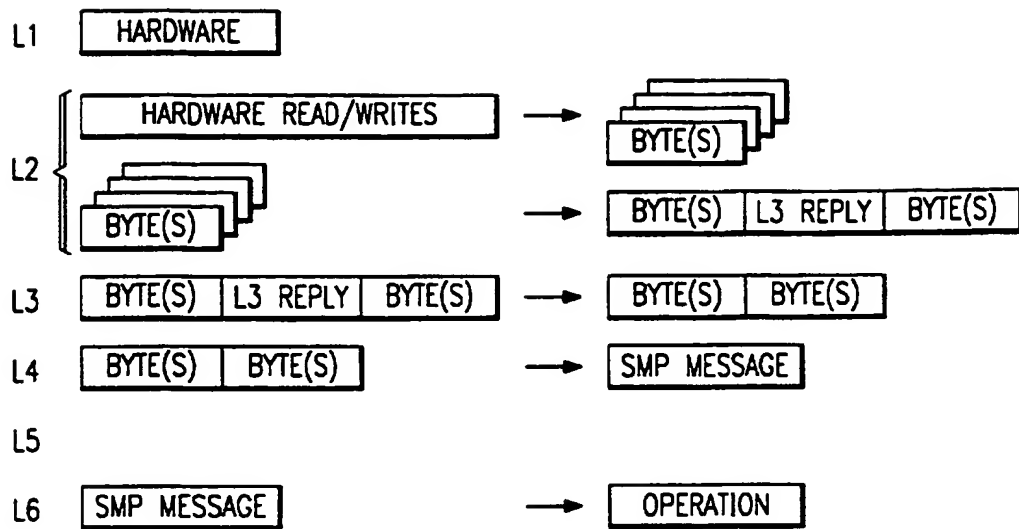 L1 HARDWARE
HARDWARE READ/WRITES BYTE(S)
L2
BYTE(S) BYTE(S) L3 REPLY BYTE(S)
L3 BYTE(S) L3 REPLY BYTE(S) BYTE(S) BYTE(S)
L4 BYTE(S) BYTE(S) SMP MESSAGE
L5
L6 SMP MESSAGE OPERATION